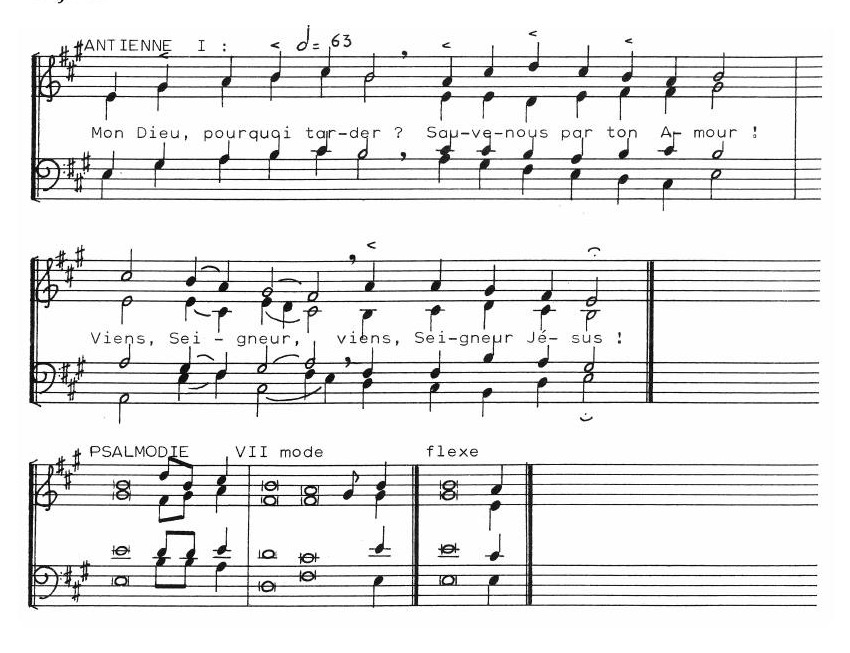 ANTIENNE I : 𝅗𝅥= 63
Mon Dieu, pourquoi tar-der ? Sau-ve-nous par ton A- mour !
Viens, Sei - gneur, viens, Sei-gneur Jé- sus !
PSALMODIE VII mode flexe